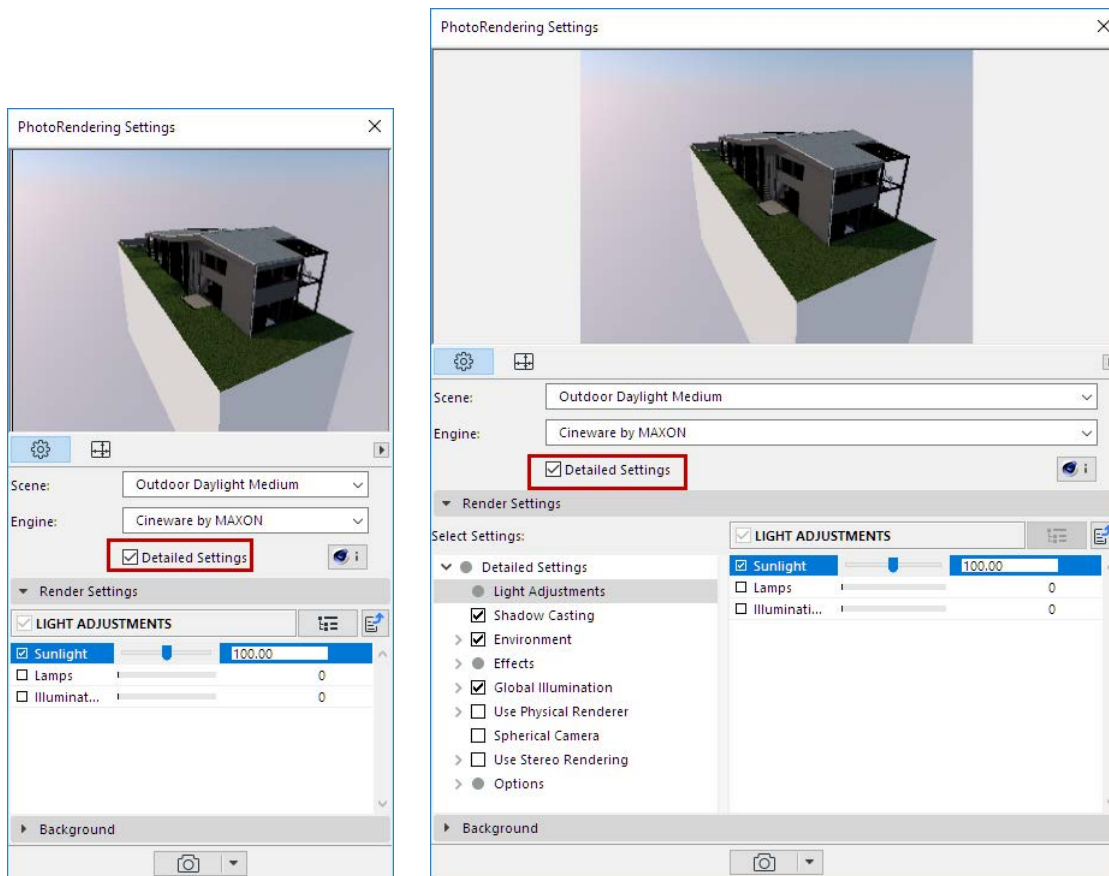 PhotoRendering Settings
Scene:
Outdoor Daylight Medium
Engine:
Cineware by MAXON
Detailed Settings
i
Render Settings
LIGHT ADJUSTMENTS
Sunlight 100.00
Lamps 0
Illuminat... 0
Background
PhotoRendering Settings
Scene:
Outdoor Daylight Medium
Engine:
Cineware by MAXON
Detailed Settings
i
Render Settings
Select Settings:
Detailed Settings
Light Adjustments
Shadow Casting
Environment
Effects
Global Illumination
Use Physical Renderer
Spherical Camera
Use Stereo Rendering
Options
LIGHT ADJUSTMENTS
Sunlight 100.00
Lamps 0
Illuminati... 0
Background